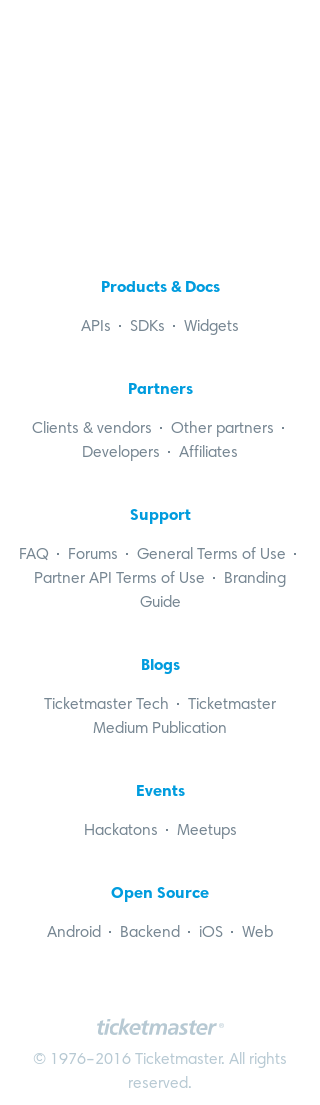 Products & Docs
APIs · SDKs · Widgets
Partners
Clients & vendors · Other partners ·
Developers · Affiliates
Support
FAQ · Forums · General Terms of Use ·
Partner API Terms of Use · Branding
Guide
Blogs
Ticketmaster Tech · Ticketmaster
Medium Publication
Events
Hackatons · Meetups
Open Source
Android · Backend · iOS · Web
ticketmaster®
© 1976–2016 Ticketmaster. All rights
reserved.